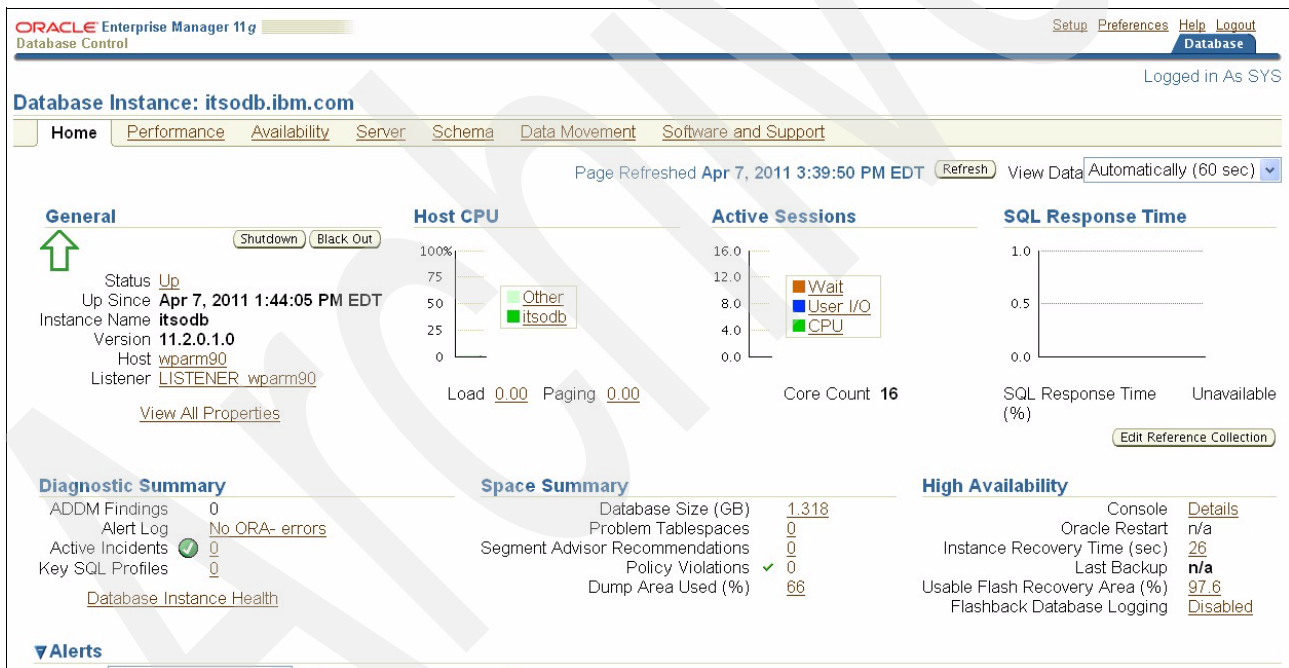 ORACLE Enterprise Manager 11g
Database Control
Setup Preferences Help Logout
Database
Logged in As SYS
Database Instance: itsodb.ibm.com
Home Performance Availability Server Schema Data Movement Software and Support
Page Refreshed Apr 7, 2011 3:39:50 PM EDT Refresh View Data Automatically (60 sec)
General
Shutdown Black Out
Status Up
Up Since Apr 7, 2011 1:44:05 PM EDT
Instance Name itsodb
Version 11.2.0.1.0
Host wparm90
Listener LISTENER_wparm90
View All Properties
Host CPU
100%
75
50
25
0
Other
itsodb
Load 0.00 Paging 0.00
Active Sessions
16.0
12.0
8.0
4.0
0.0
Wait
User I/O
CPU
Core Count 16
SQL Response Time
1.0
0.5
0.0
SQL Response Time (%) Unavailable
Edit Reference Collection
Diagnostic Summary
ADDM Findings 0
Alert Log No ORA- errors
Active Incidents 0
Key SQL Profiles 0
Database Instance Health
Space Summary
Database Size (GB) 1.318
Problem Tablespaces 0
Segment Advisor Recommendations 0
Policy Violations 0
Dump Area Used (%) 66
High Availability
Console Details
Oracle Restart n/a
Instance Recovery Time (sec) 26
Last Backup n/a
Usable Flash Recovery Area (%) 97.6
Flashback Database Logging Disabled
Alerts